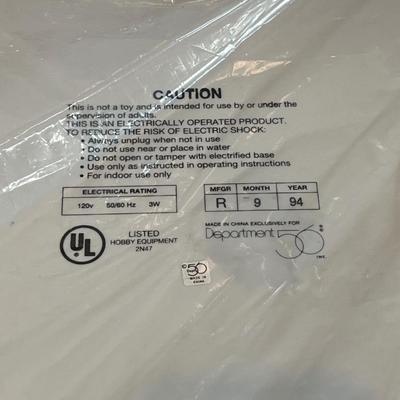 CAUTION
This is not a toy and is intended for use by or under the
supervision of adults.
THIS IS AN ELECTRICALLY OPERATED PRODUCT.
TO REDUCE THE RISK OF ELECTRIC SHOCK:
• Always unplug when not in use
• Do not use near or place in water
• Do not open or tamper with electrified base
• Use only as instructed in operating instructions
• For indoor use only
ELECTRICAL RATING
120v 50/60 Hz 3W
MFGR MONTH YEAR
R 9 94
UL
LISTED
HOBBY EQUIPMENT
2N47
MADE IN CHINA EXCLUSIVELY FOR
Department 56
INC.
©56
MADE IN
CHINA